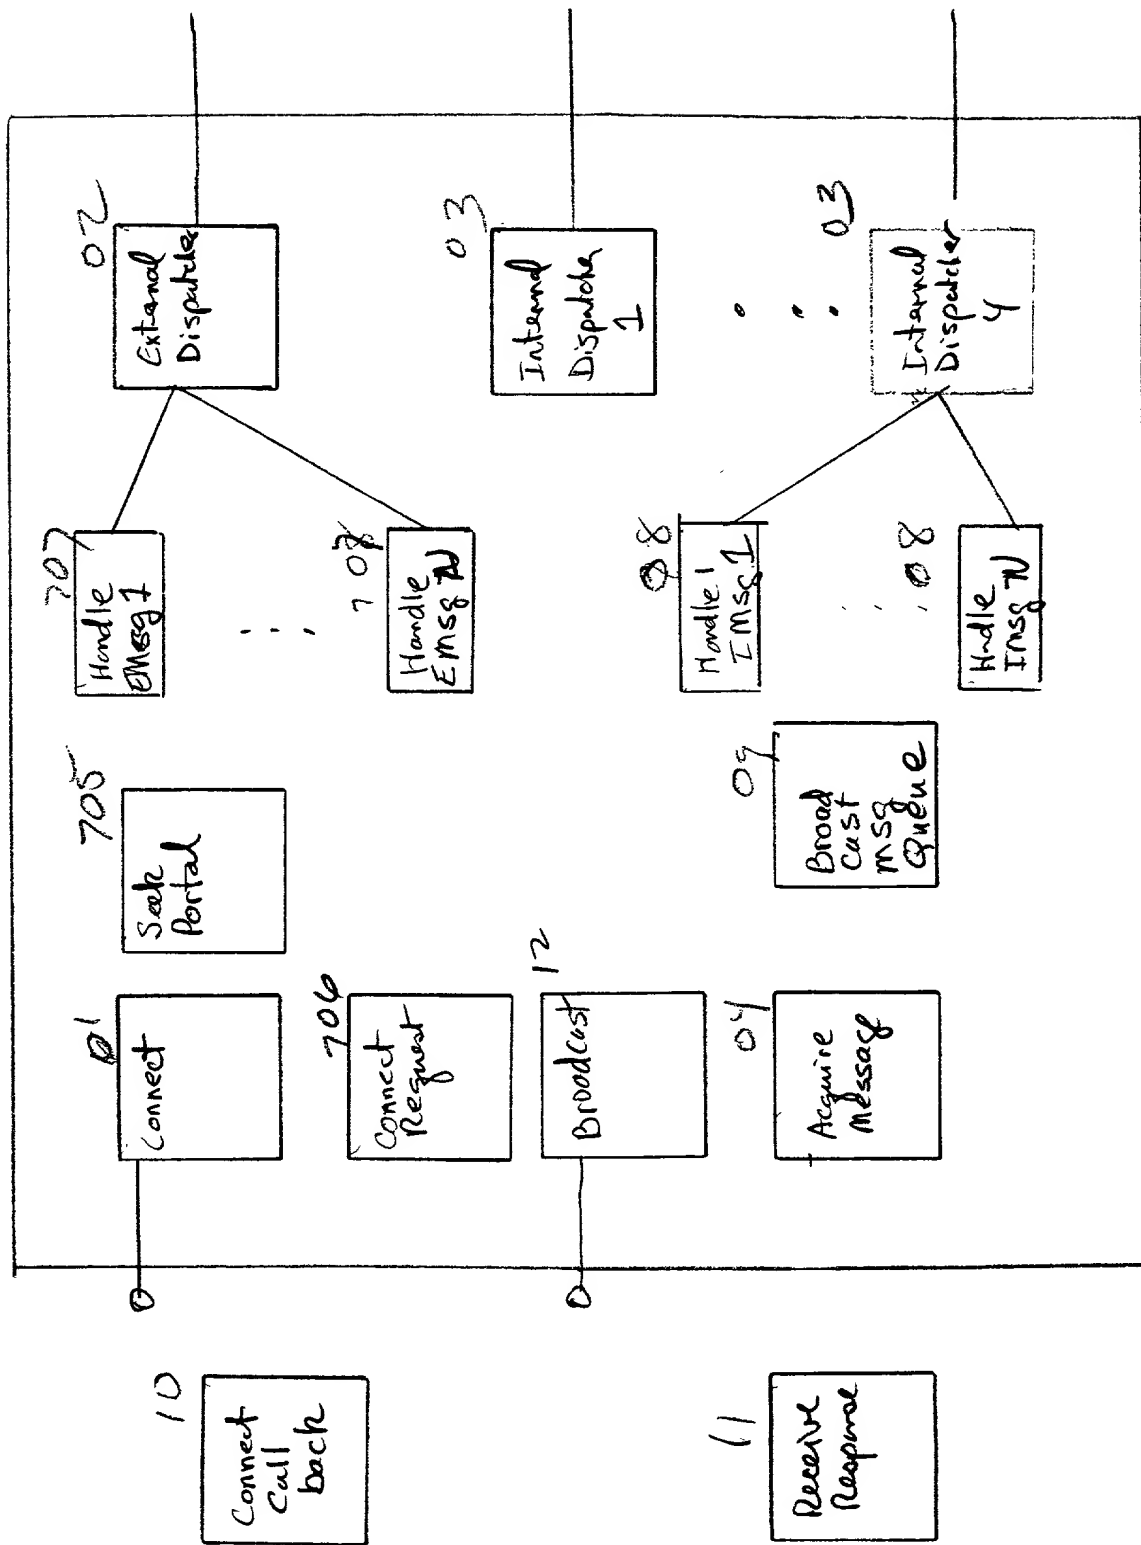 10
Connect
Call
back
11
Receive
Response
01
Connect
706
Connect
Request
12
Broadcast
04
Acquire
Message
705
Seek
Portal
09
Broad
cast
msg
Queue
707
Handle
EMsg 1
707
Handle
EMsg N
08
Handle
IMsg 1
08
Handle
IMsg N
02
External
Dispatcher
03
Internal
Dispatcher
1
03
Internal
Dispatcher
4